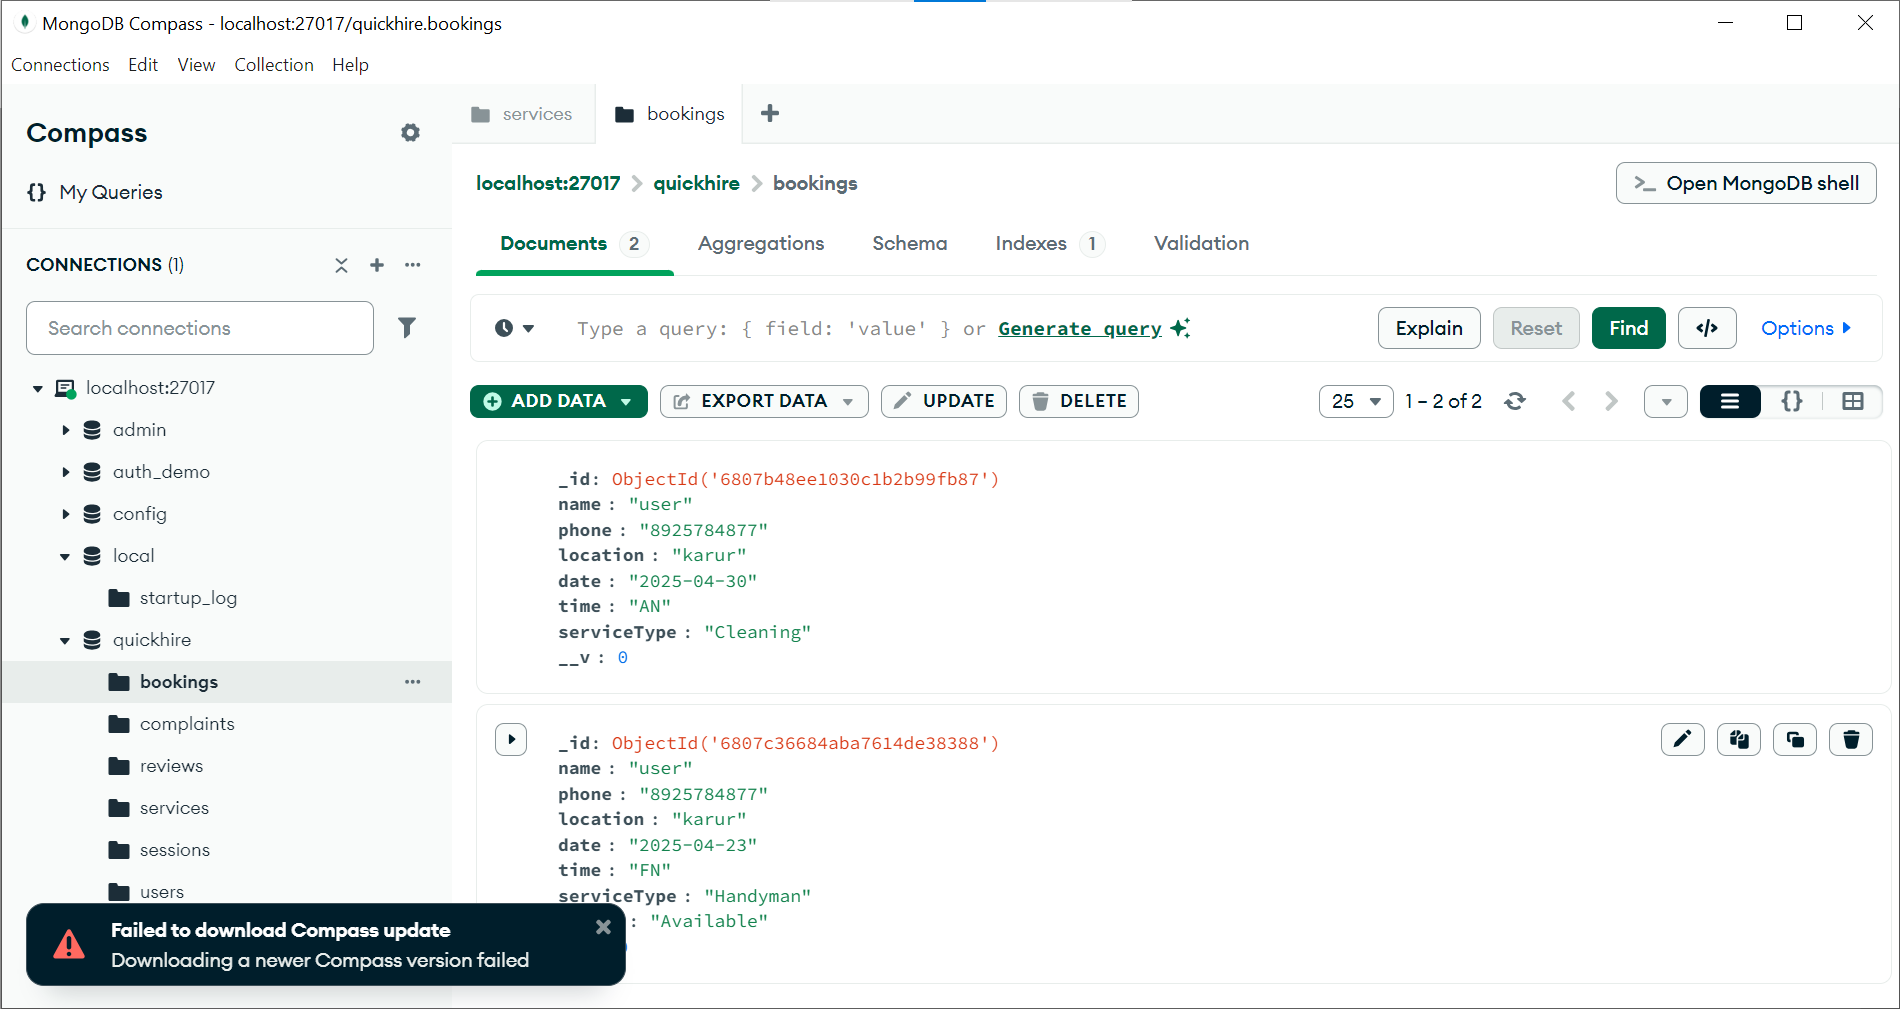 MongoDB Compass - localhost:27017/quickhire.bookings
Connections Edit View Collection Help
Compass
{} My Queries
CONNECTIONS (1)
Search connections
localhost:27017
admin
auth_demo
config
local
startup_log
quickhire
bookings
complaints
reviews
services
sessions
users
services
bookings
localhost:27017 > quickhire > bookings
>_ Open MongoDB shell
Documents 2 Aggregations Schema Indexes 1 Validation
Type a query: { field: 'value' } or Generate query
Explain Reset Find </> Options
ADD DATA EXPORT DATA UPDATE DELETE
25 1 – 2 of 2 {}
_id: ObjectId('6807b48ee1030c1b2b99fb87')
name : "user"
phone : "8925784877"
location : "karur"
date : "2025-04-30"
time : "AN"
serviceType : "Cleaning"
__v : 0
_id: ObjectId('6807c36684aba7614de38388')
name : "user"
phone : "8925784877"
location : "karur"
date : "2025-04-23"
time : "FN"
serviceType : "Handyman"
: "Available"
Failed to download Compass update
Downloading a newer Compass version failed